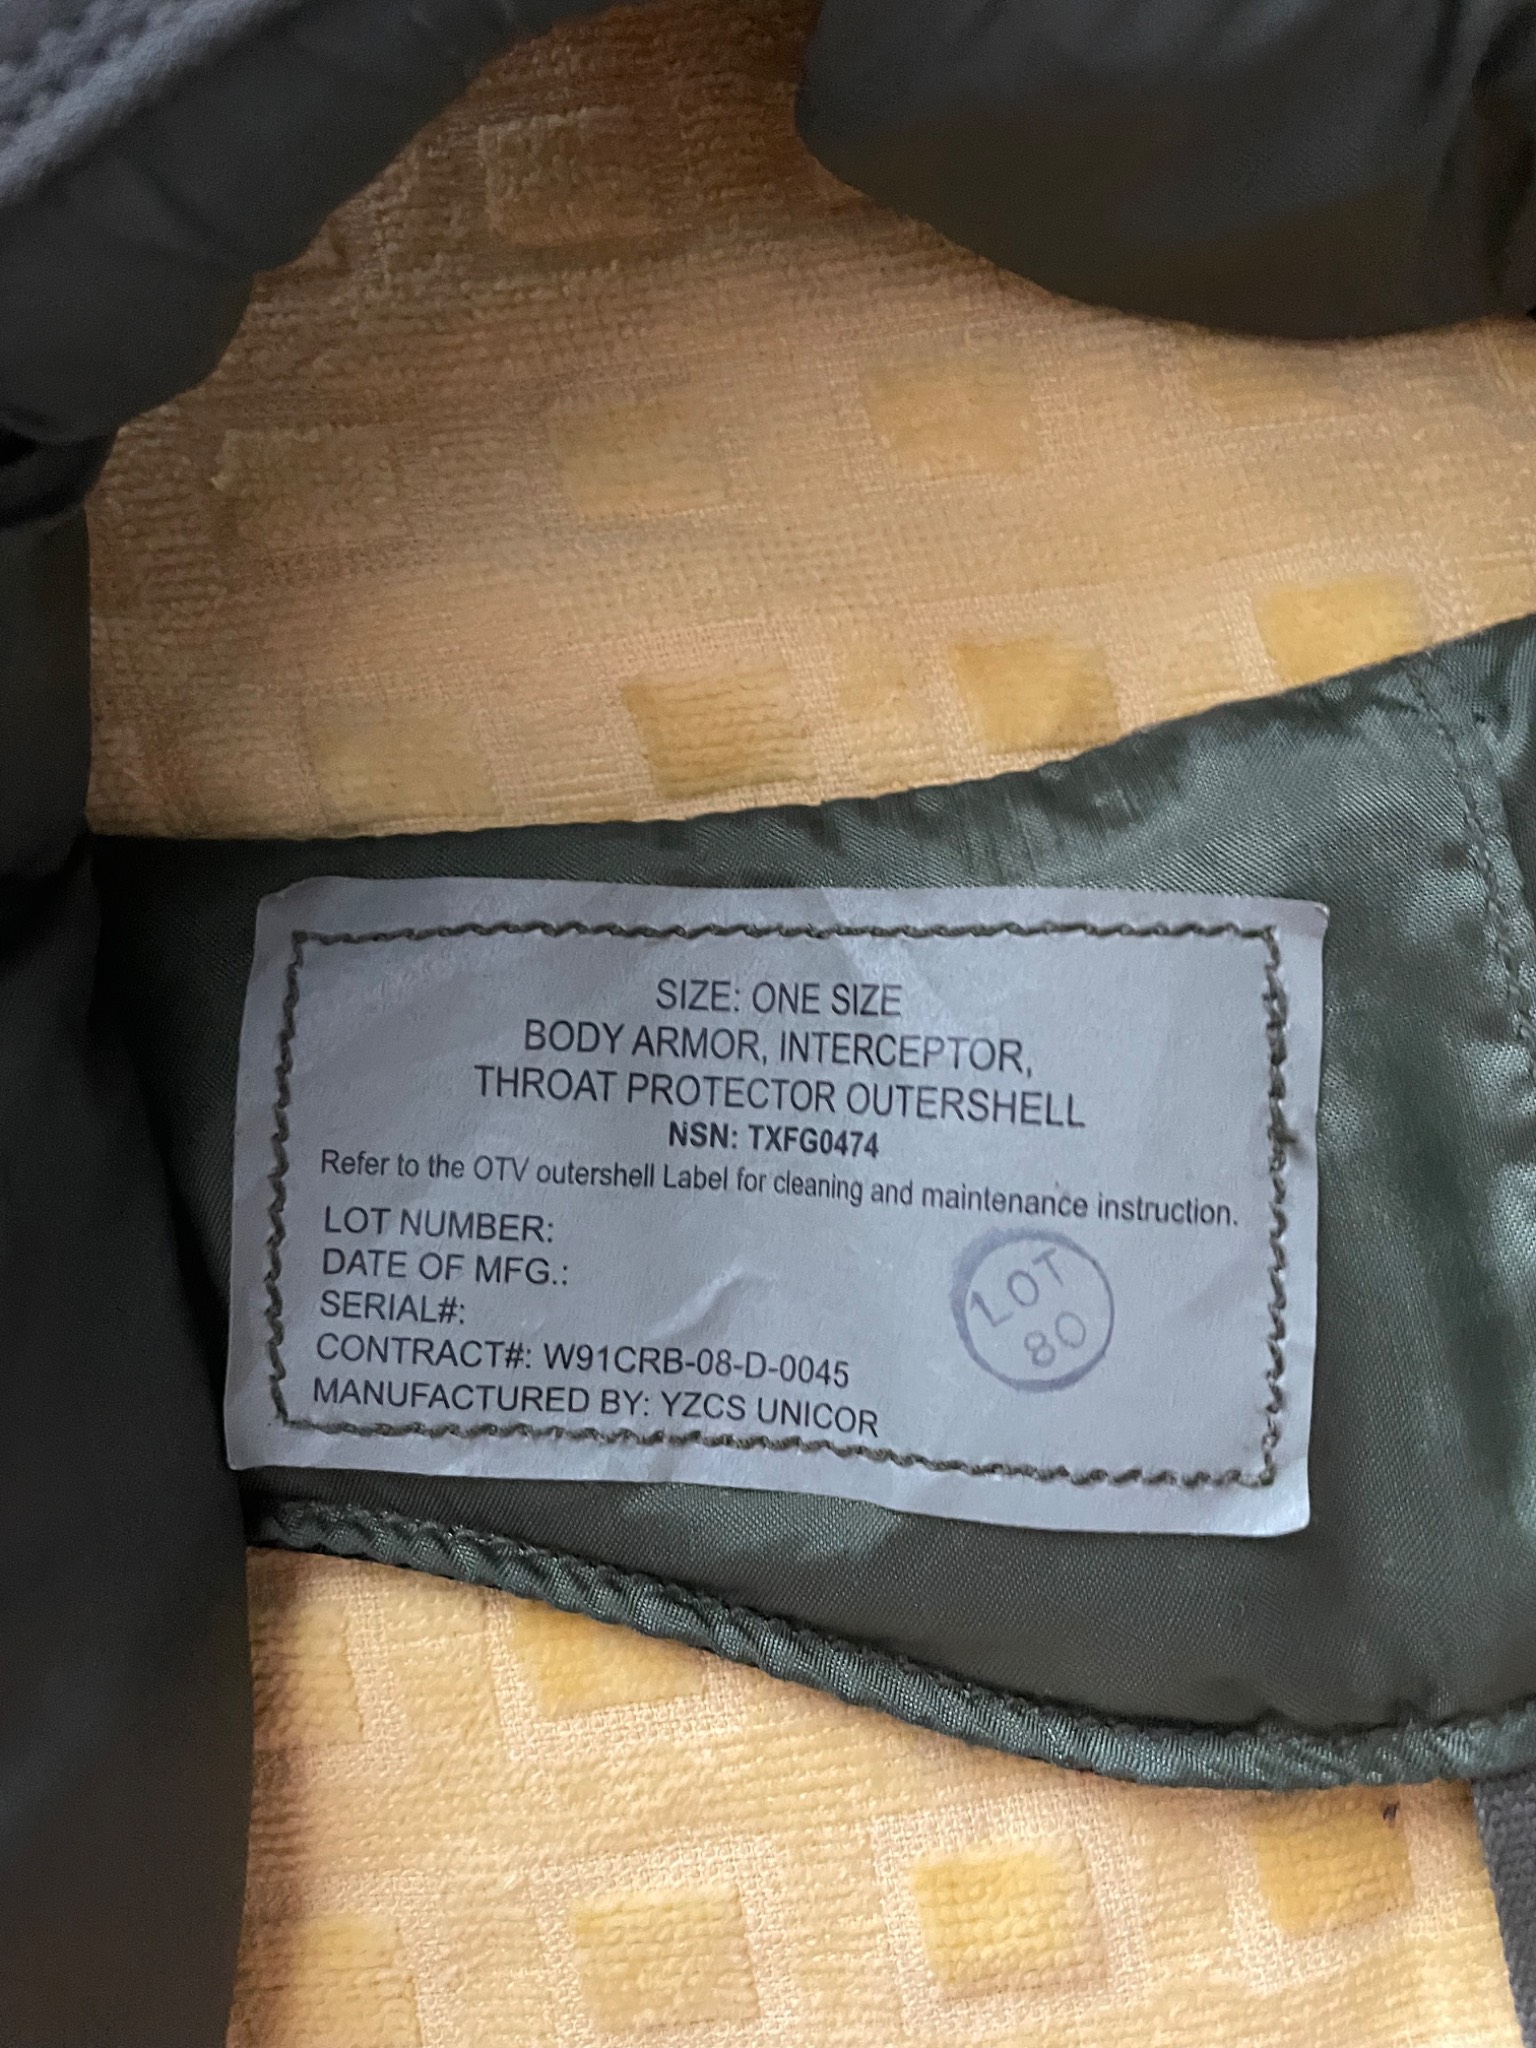 SIZE: ONE SIZE
BODY ARMOR, INTERCEPTOR,
THROAT PROTECTOR OUTERSHELL
NSN: TXFG0474
Refer to the OTV outershell Label for cleaning and maintenance instruction.
LOT NUMBER:
DATE OF MFG.:
SERIAL#:
CONTRACT#: W91CRB-08-D-0045
MANUFACTURED BY: YZCS UNICOR
LOT
80